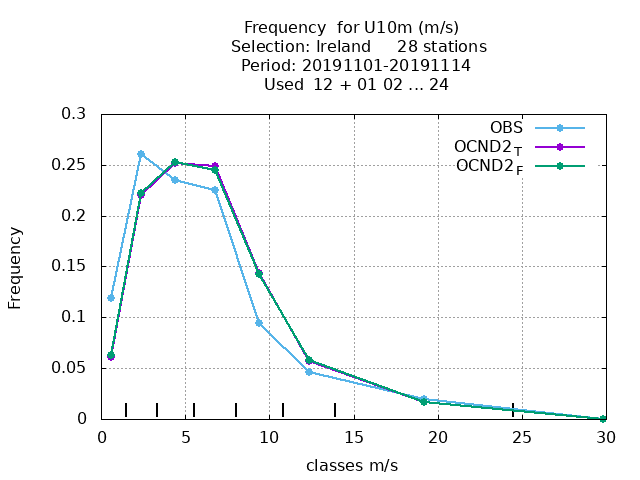 Frequency  for U10m (m/s)
Selection: Ireland     28 stations
Period: 20191101-20191114
Used  12 + 01 02 ... 24
OBS
OCND2T
OCND2F
0.3
0.25
0.2
0.15
0.1
0.05
0
Frequency
0 5 10 15 20 25 30
classes m/s